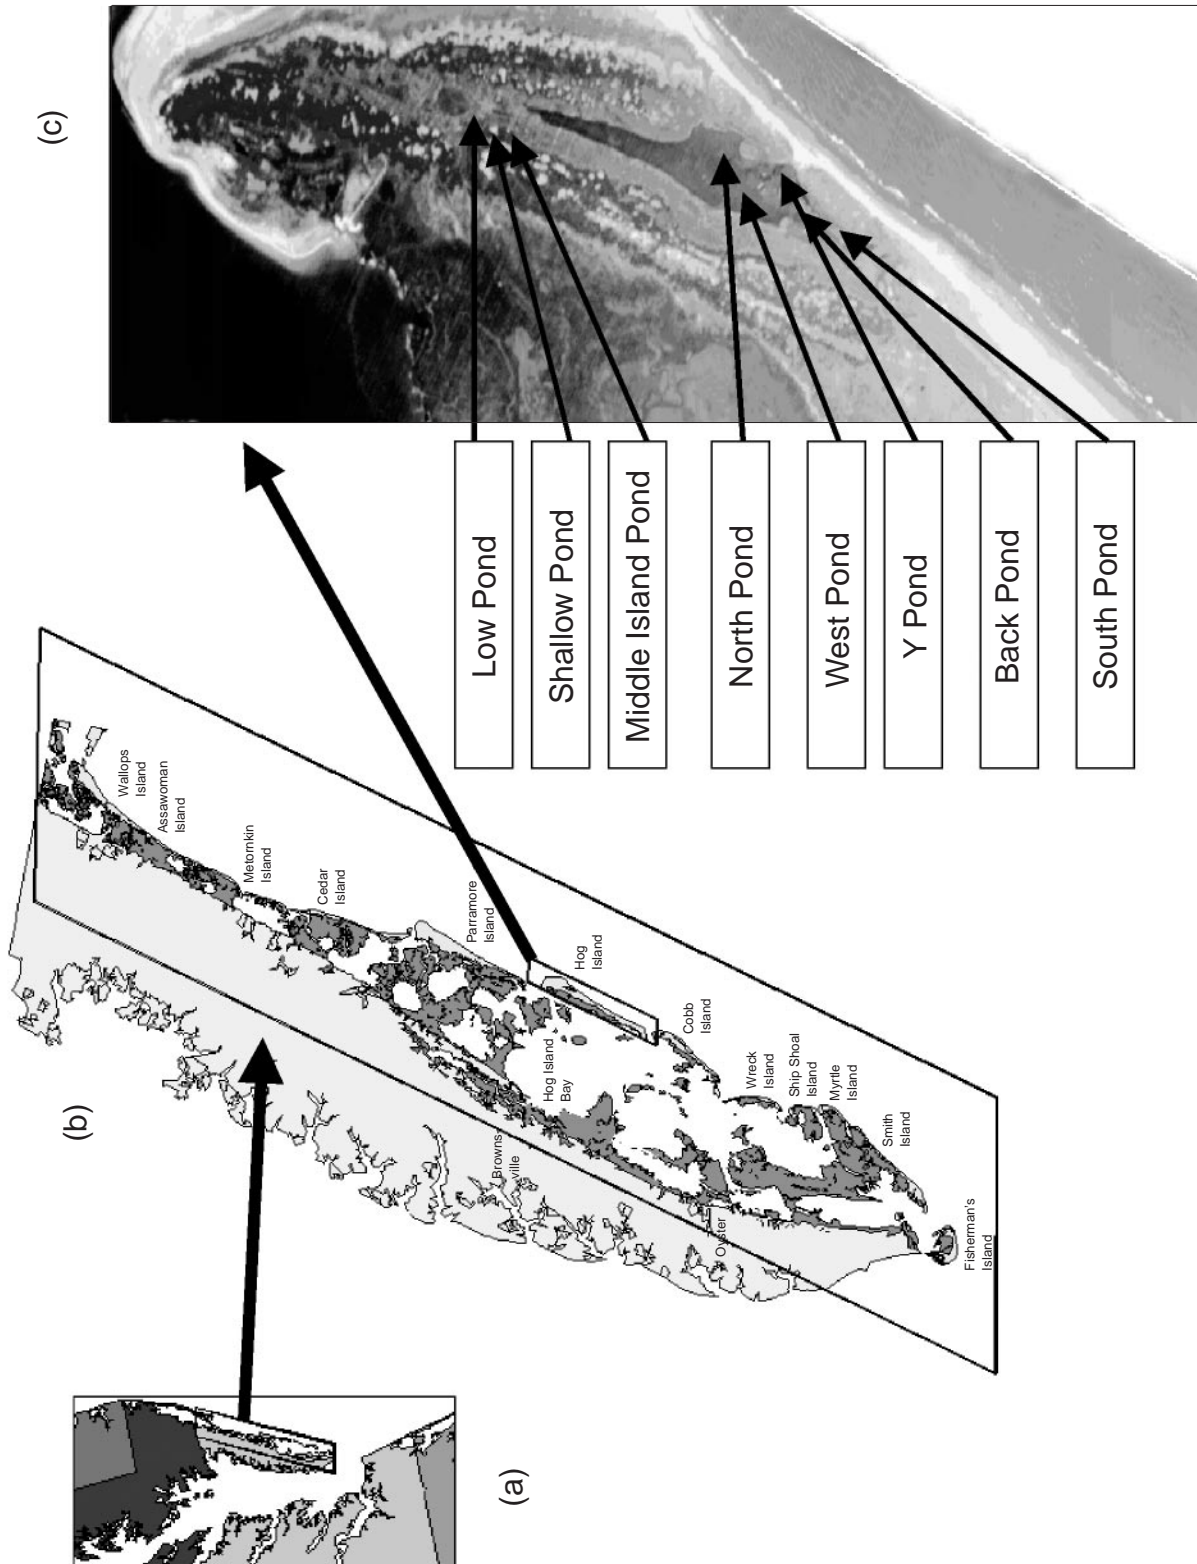 (a)
(b)
Wallops
Island
Assawoman
Island
Metomkin
Island
Cedar
Island
Parramore
Island
Hog
Island
Hog Island
Bay
Cobb
Island
Wreck
Island
Ship Shoal
Island
Myrtle
Island
Smith
Island
Fisherman's
Island
Browns
ville
Oyster
(c)
Low Pond
Shallow Pond
Middle Island Pond
North Pond
West Pond
Y Pond
Back Pond
South Pond